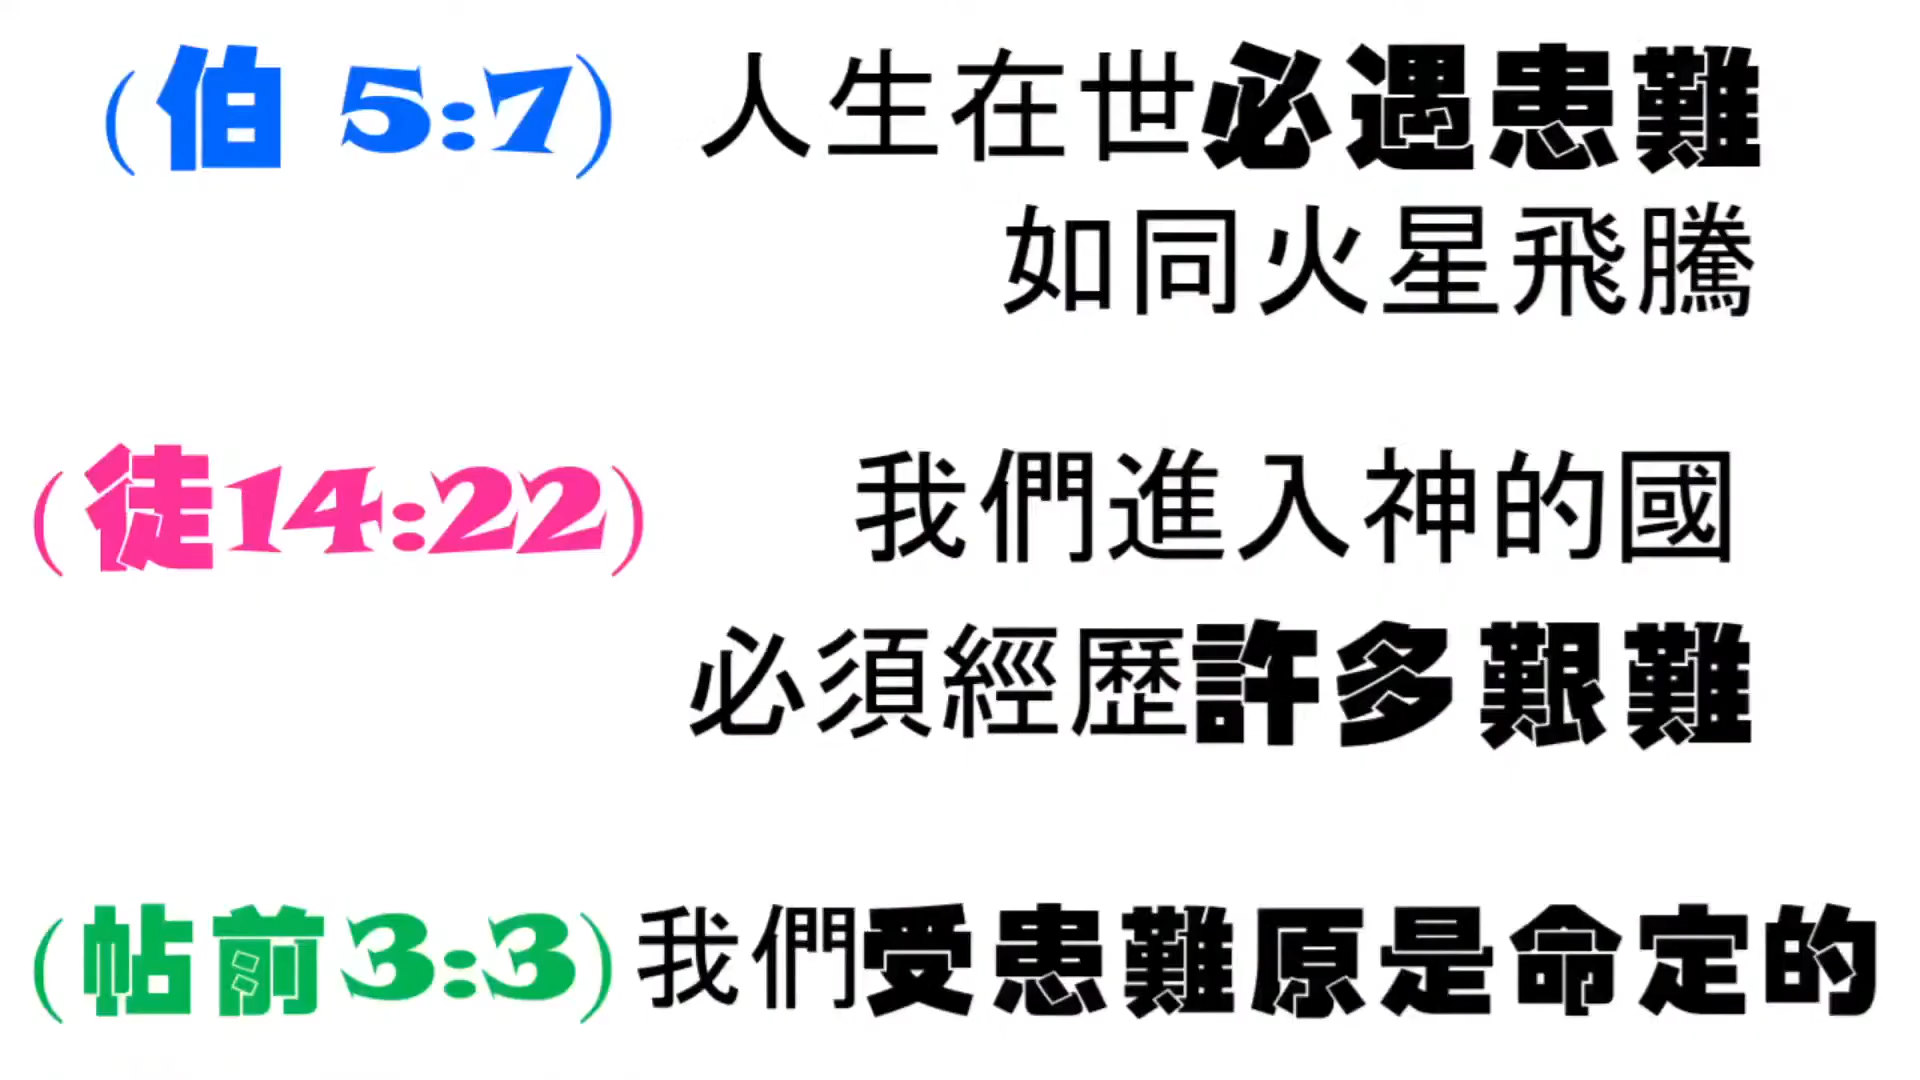 (伯 5:7) 人生在世必遇患難
如同火星飛騰
(徒14:22) 我們進入神的國
必須經歷許多艱難
(帖前3:3) 我們受患難原是命定的